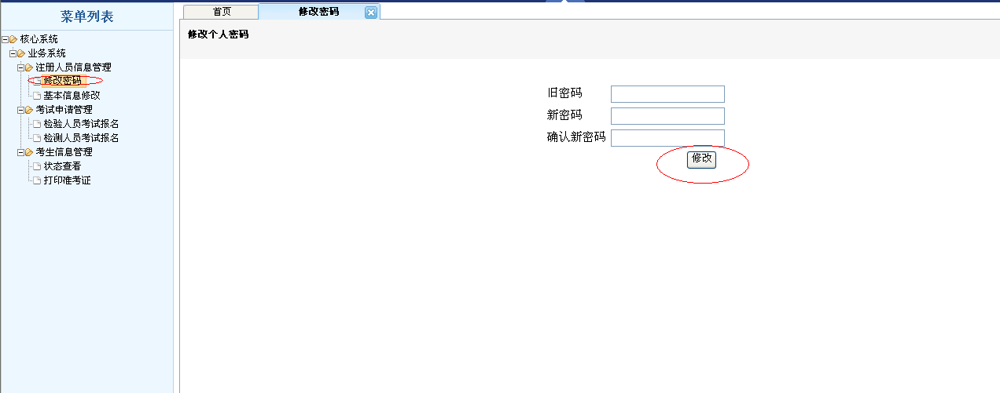 菜单列表
核心系统
业务系统
注册人员信息管理
修改密码
基本信息修改
考试申请管理
检验人员考试报名
检测人员考试报名
考生信息管理
状态查看
打印准考证
首页
修改密码
修改个人密码
旧密码
新密码
确认新密码
修改